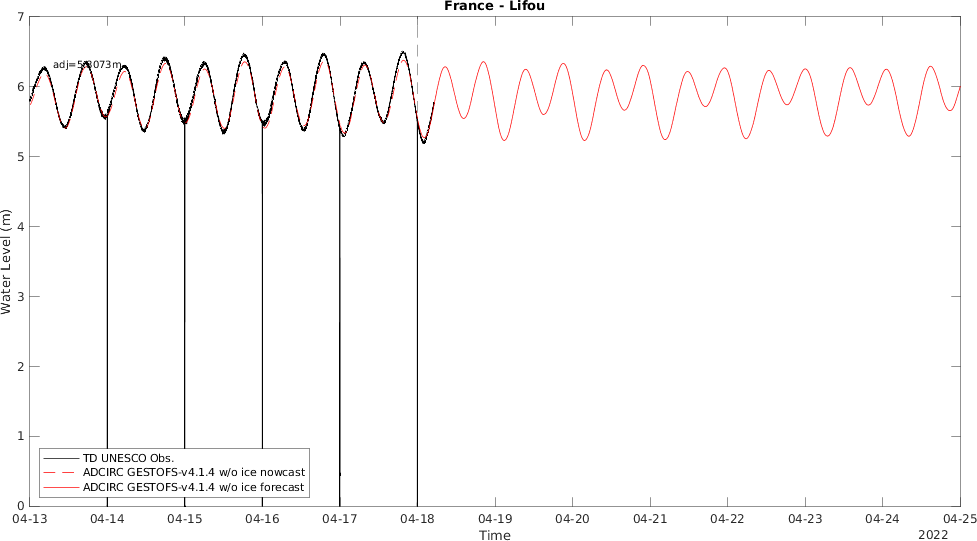 France - Lifou
7
6
5
4
3
2
1
0
adj=5.8073m
Water Level (m)
TD UNESCO Obs.
ADCIRC GESTOFS-v4.1.4 w/o ice nowcast
ADCIRC GESTOFS-v4.1.4 w/o ice forecast
04-13 04-14 04-15 04-16 04-17 04-18 04-19 04-20 04-21 04-22 04-23 04-24 04-25
Time
2022